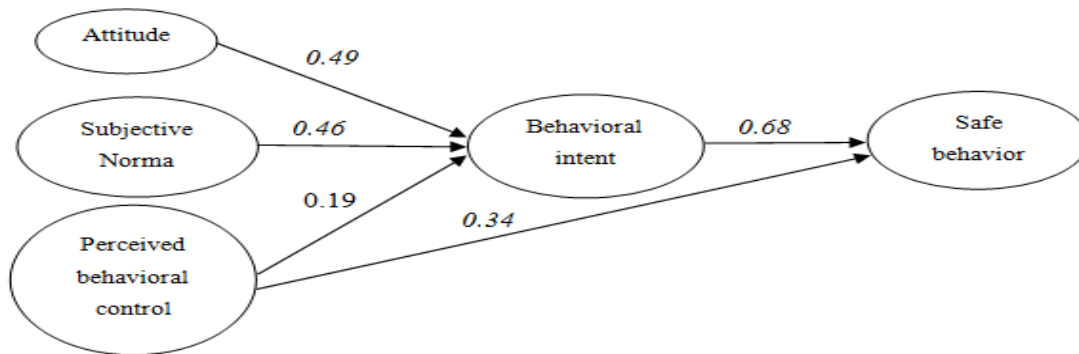 Attitude
0.49
Subjective
Norma
0.46
Behavioral
intent
0.68
Safe
behavior
0.19
0.34
Perceived
behavioral
control